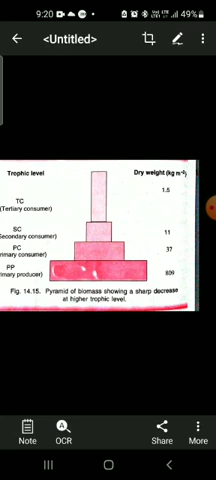 9:20
49%
<Untitled>
Trophic level
Dry weight (kg m⁻²)
TC
(Tertiary consumer)
1.5
SC
Secondary consumer)
11
PC
rimary consumer)
37
PP
rimary producer)
809
Fig. 14.15. Pyramid of biomass showing a sharp decrease
at higher trophic level.
Note
OCR
Share
More